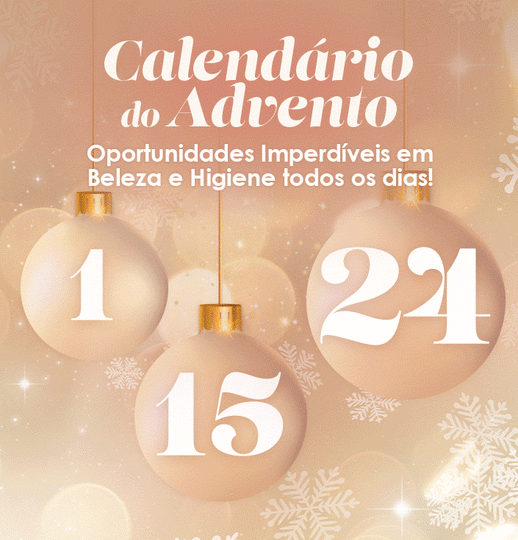 Calendário
do Advento
Oportunidades Imperdíveis em
Beleza e Higiene todos os dias!
1
24
15